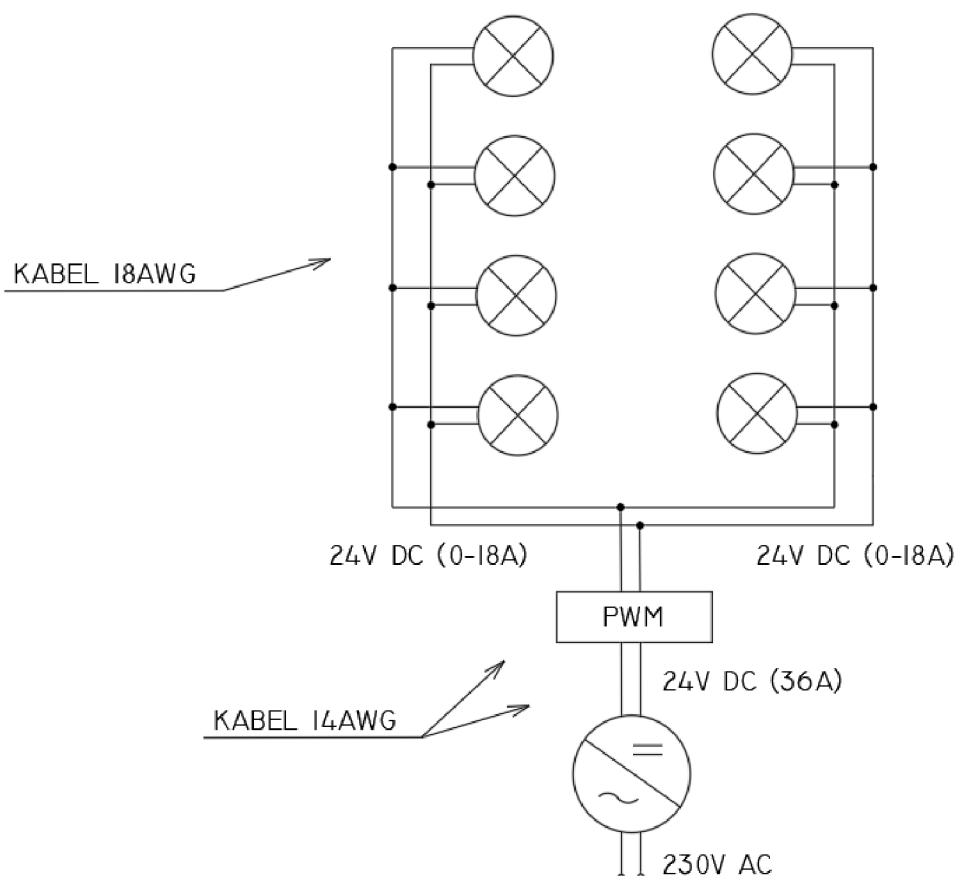 KABEL 18AWG
24V DC (0-18A)
24V DC (0-18A)
PWM
24V DC (36A)
KABEL 14AWG
230V AC